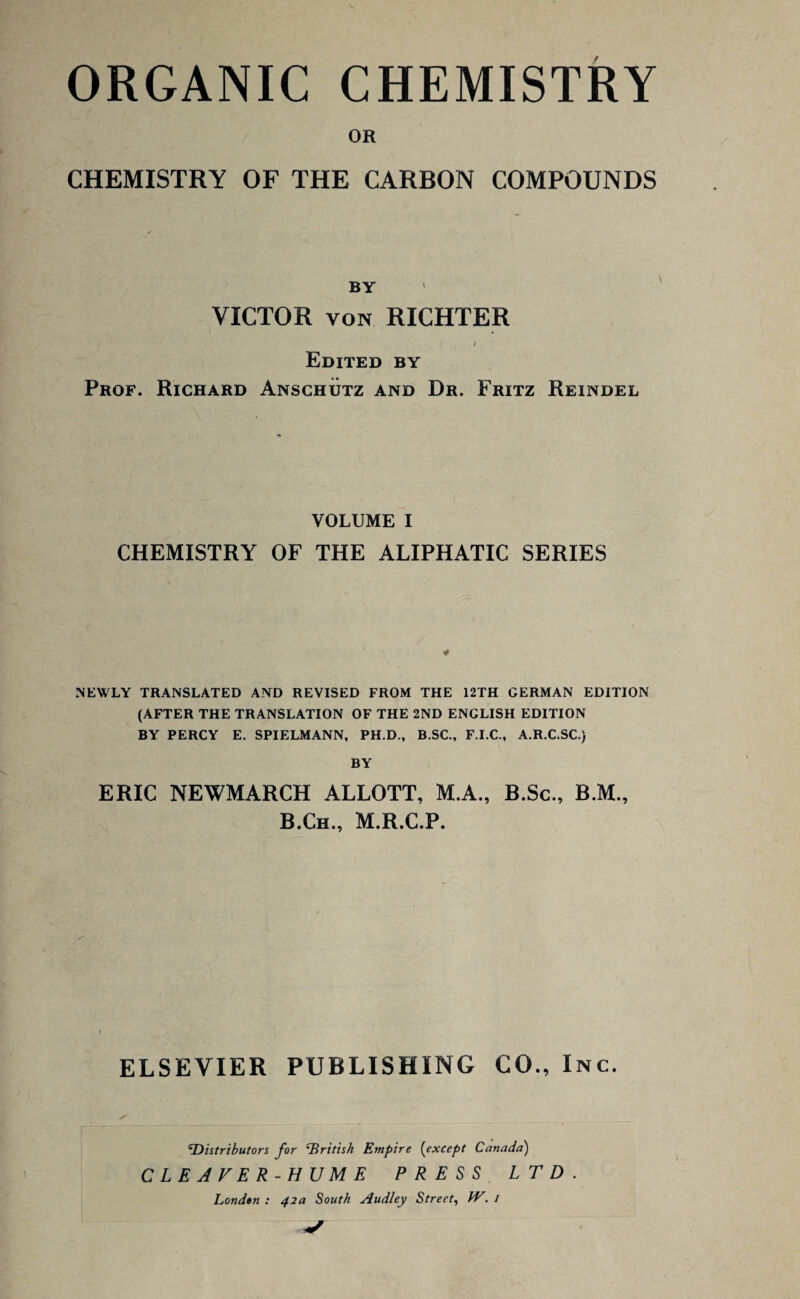 ORGANIC CHEMISTRY
OR
CHEMISTRY OF THE CARBON COMPOUNDS
BY
VICTOR VON RICHTER
EDITED BY
PROF. RICHARD ANSCHÜTZ AND DR. FRITZ REINDEL
VOLUME I
CHEMISTRY OF THE ALIPHATIC SERIES
NEWLY TRANSLATED AND REVISED FROM THE 12TH GERMAN EDITION
(AFTER THE TRANSLATION OF THE 2ND ENGLISH EDITION
BY PERCY E. SPIELMANN, PH.D., B.SC., F.I.C., A.R.C.SC.)
BY
ERIC NEWMARCH ALLOTT, M.A., B.Sc., B.M.,
B.CH., M.R.C.P.
ELSEVIER PUBLISHING CO., INC.
Distributors for British Empire (except Canada)
CLEAVER-HUME PRESS LTD.
London : 42a South Audley Street, W. 1